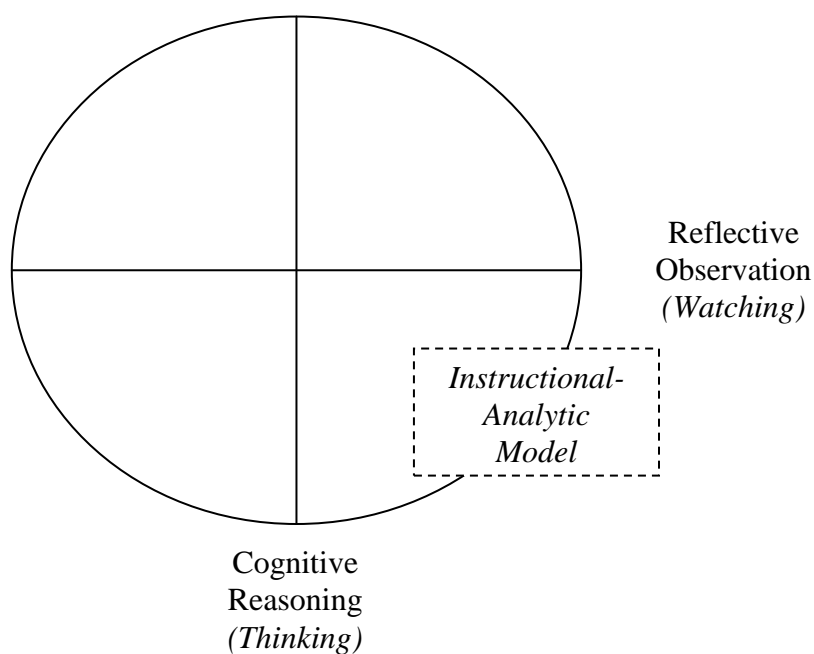 Reflective
Observation
(Watching)
Instructional-
Analytic
Model
Cognitive
Reasoning
(Thinking)